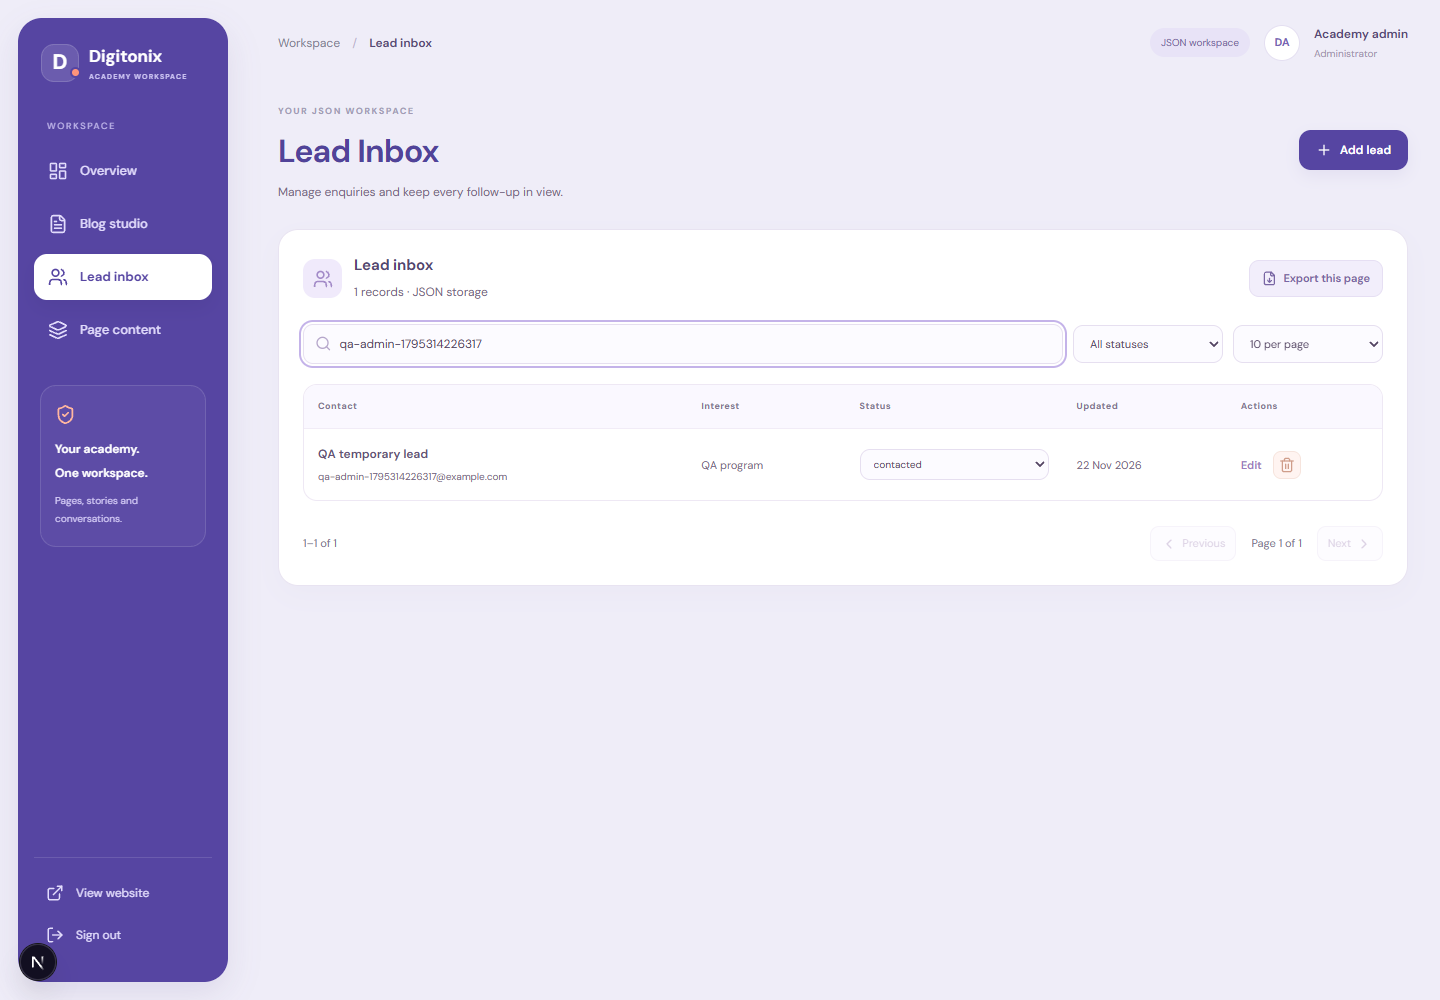 D
Digitonix
ACADEMY WORKSPACE
WORKSPACE
Overview
Blog studio
Lead inbox
Page content
Your academy.
One workspace.
Pages, stories and
conversations.
View website
Sign out
N
Workspace / Lead inbox
JSON workspace
DA
Academy admin
Administrator
YOUR JSON WORKSPACE
Lead Inbox
Manage enquiries and keep every follow-up in view.
Add lead
Lead inbox
1 records · JSON storage
Export this page
qa-admin-1795314226317
All statuses
10 per page
Contact Interest Status Updated Actions
QA temporary lead
qa-admin-1795314226317@example.com
QA program
contacted
22 Nov 2026
Edit
1–1 of 1
Previous
Page 1 of 1
Next